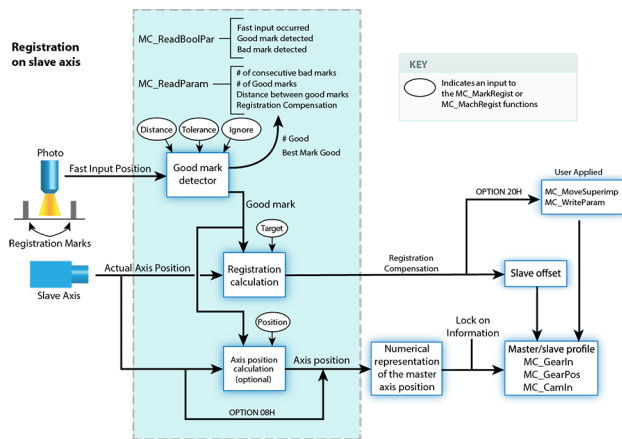 Registration
on slave axis
MC_ReadBoolPar
Fast input occurred
Good mark detected
Bad mark detected
MC_ReadParam
# of consecutive bad marks
# of Good marks
Distance between good marks
Registration Compensation
KEY
Indicates an input to
the MC_MarkRegist or
MC_MachRegist functions
Distance
Tolerance
Ignore
# Good
Best Mark Good
Photo
Fast Input Position
Good mark
detector
Registration Marks
Good mark
Target
User Applied
OPTION 20H
MC_MoveSuperimp
MC_WriteParam
Actual Axis Position
Slave Axis
Registration
calculation
Registration
Compensation
Slave offset
Position
Lock on
Information
Axis position
calculation
(optional)
Axis position
OPTION 08H
Numerical
representation
of the master
axis position
Master/slave profile
MC_GearIn
MC_GearPos
MC_CamIn